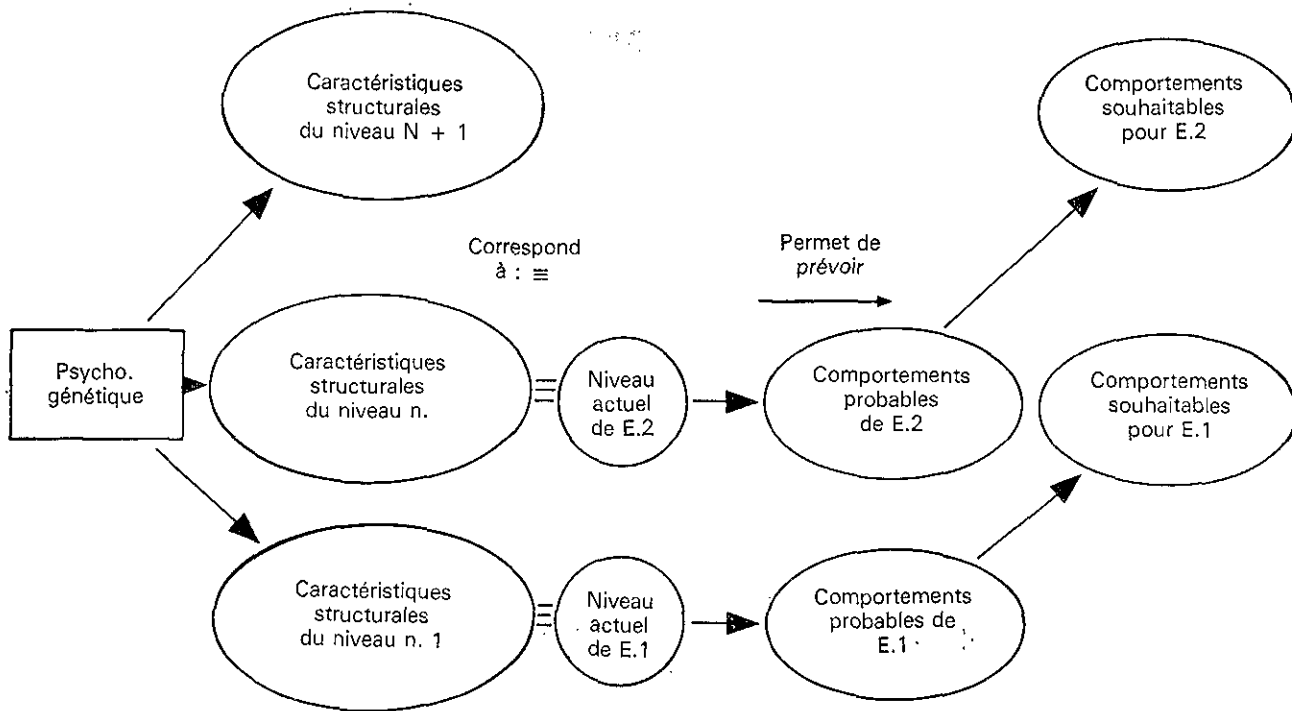 Caractéristiques
structurales
du niveau N + 1
Comportements
souhaitables
pour E.2
Correspond
à : ≡
Permet de
prévoir
Psycho.
génétique
Caractéristiques
structurales
du niveau n.
Niveau
actuel
de E.2
Comportements
probables
de E.2
Comportements
souhaitables
pour E.1
Caractéristiques
structurales
du niveau n. 1
Niveau
actuel
de E.1
Comportements
probables de
E.1